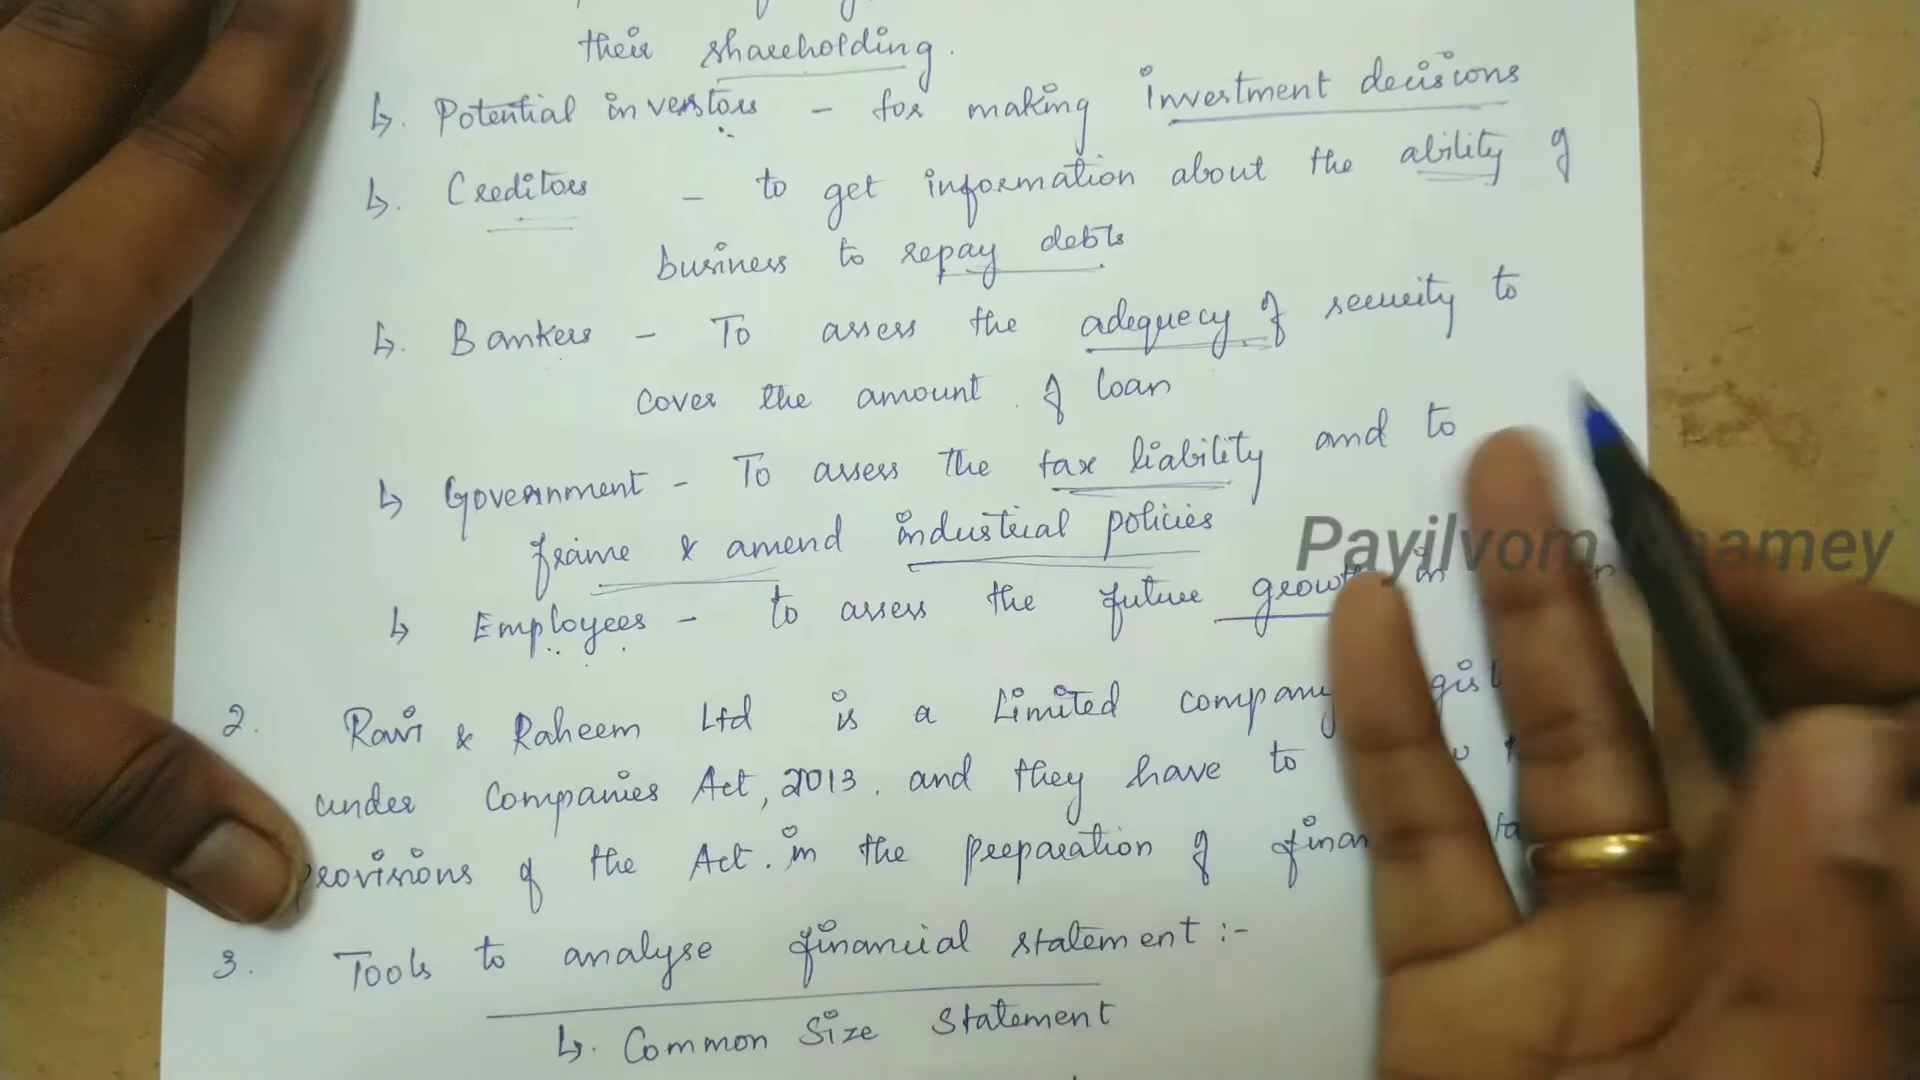 their shareholding.
↳. Potential inverstors - for making investment decisions
↳. Creditors - to get information about the ability of
business to repay debts
↳. Bankers - To assess the adequecy of security to
cover the amount of loan
↳ Government - To assess the tax liability and to
frame & amend industrial policies
Payilvom
↳ Employees - to assess the future growth in
2. Ravi & Raheem Ltd is a Limited company
under Companies Act, 2013. and they have to
provisions of the Act. in the preparation of
3. Tools to analyse financial statement :-
↳. Common Size Statement